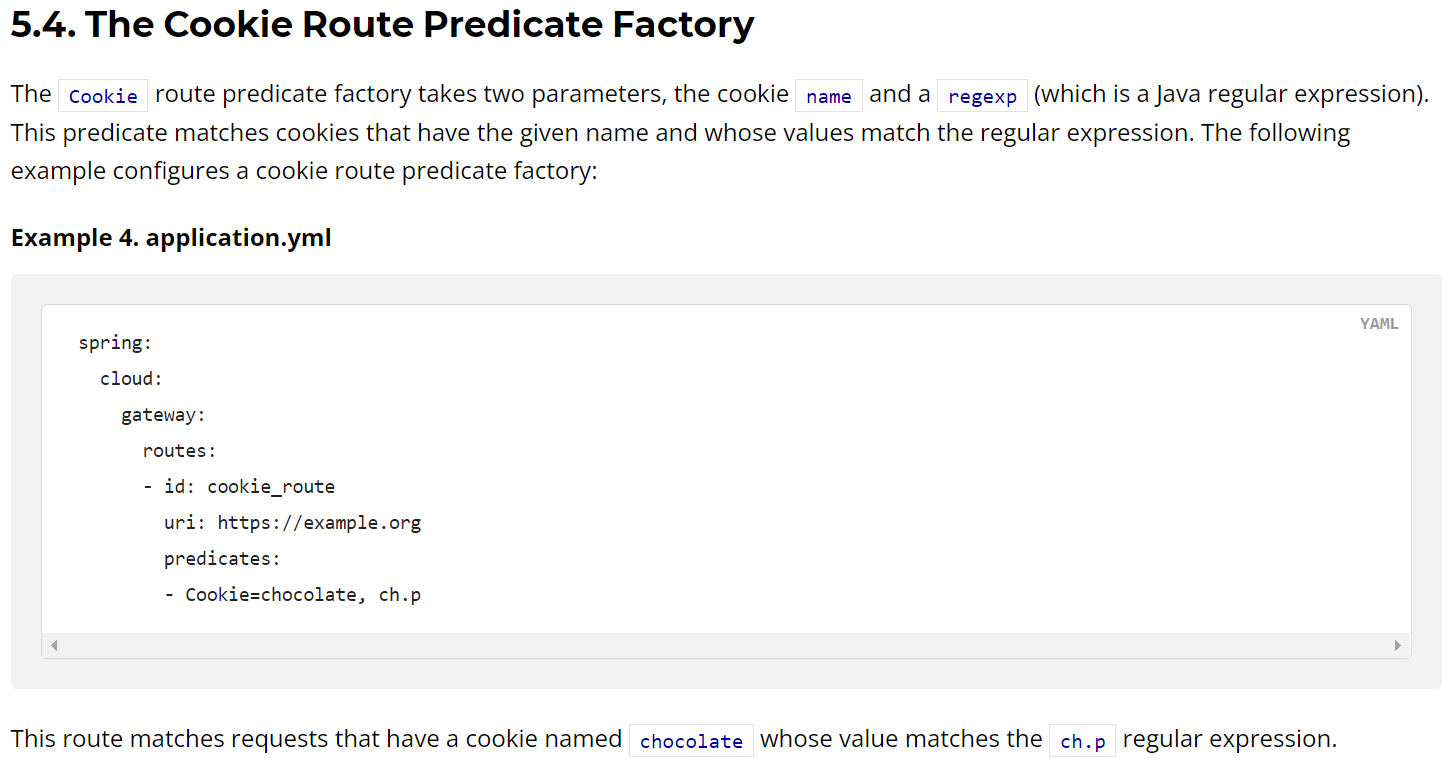 5.4. The Cookie Route Predicate Factory
The Cookie route predicate factory takes two parameters, the cookie name and a regexp (which is a Java regular expression).
This predicate matches cookies that have the given name and whose values match the regular expression. The following
example configures a cookie route predicate factory:
Example 4. application.yml
YAML
spring:
  cloud:
    gateway:
      routes:
      - id: cookie_route
        uri: https://example.org
        predicates:
        - Cookie=chocolate, ch.p
This route matches requests that have a cookie named chocolate whose value matches the ch.p regular expression.